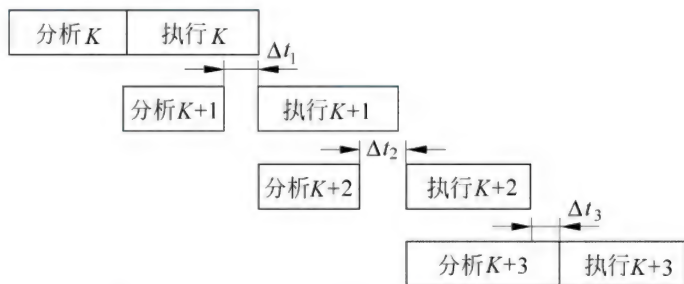 分析K 执行K
Δt₁
分析K+1 执行K+1
Δt₂
分析K+2 执行K+2
Δt₃
分析K+3 执行K+3